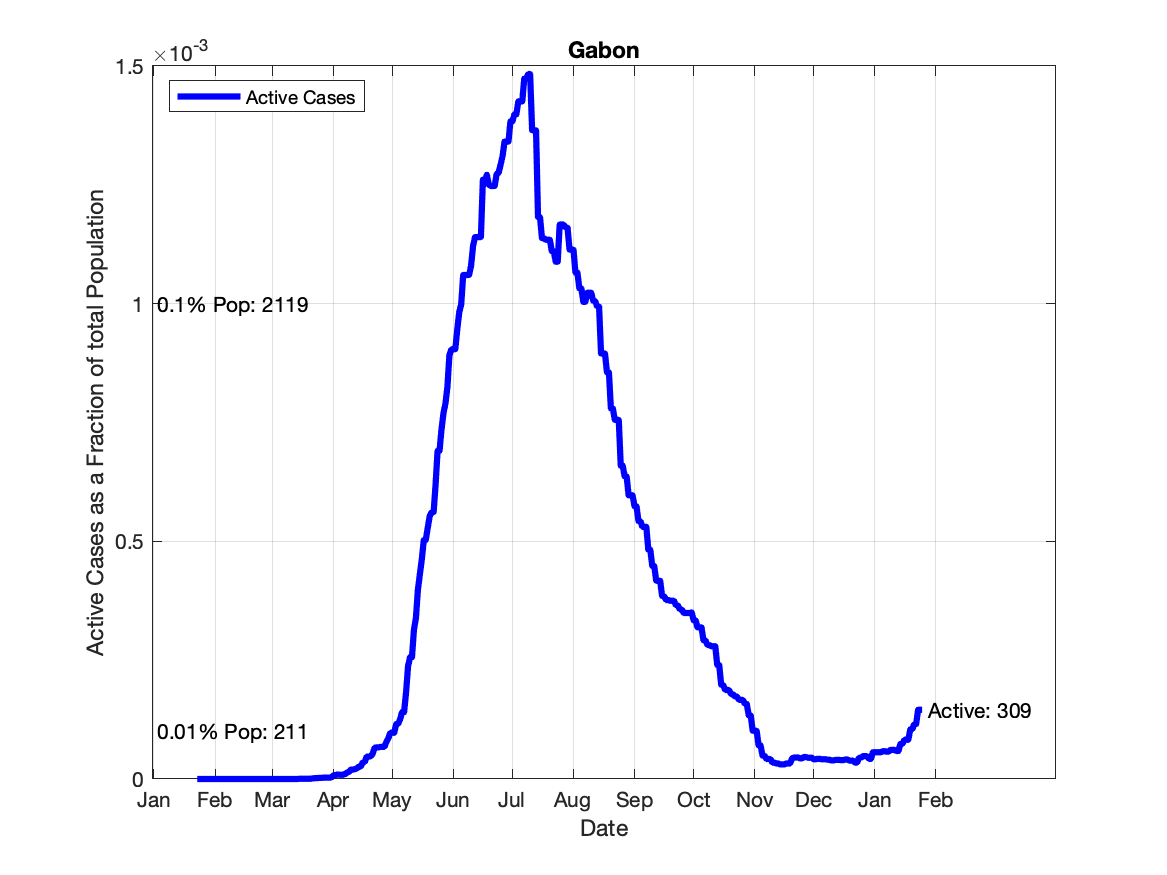 Gabon
×10-3
1.5
Active Cases
1
0.1% Pop: 2119
0.5
0.01% Pop: 211
Active: 309
0
Jan Feb Mar Apr May Jun Jul Aug Sep Oct Nov Dec Jan Feb
Date
Active Cases as a Fraction of total Population